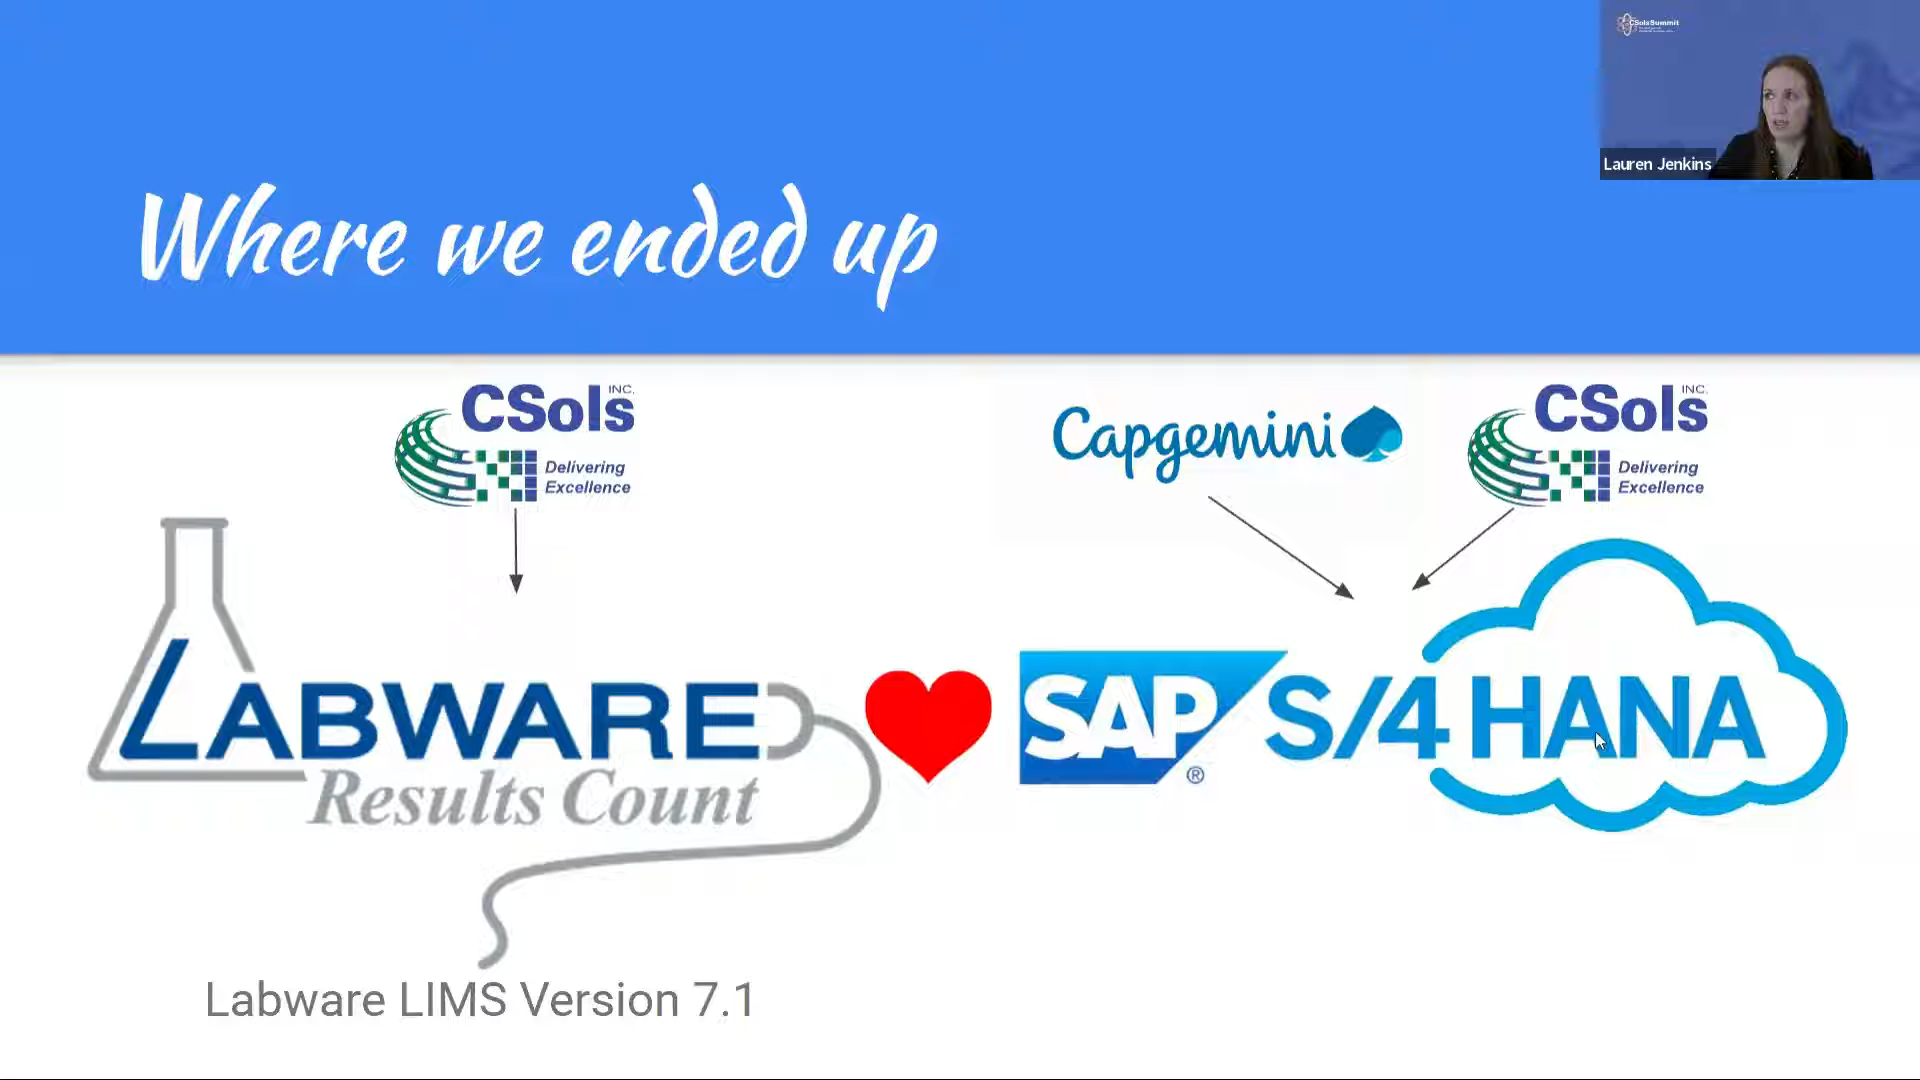 CSolsSummit
Lauren Jenkins
Where we ended up
CSols INC.
Delivering
Excellence
Capgemini
CSols INC.
Delivering
Excellence
LABWARE
Results Count
SAP ®
S/4 HANA
Labware LIMS Version 7.1